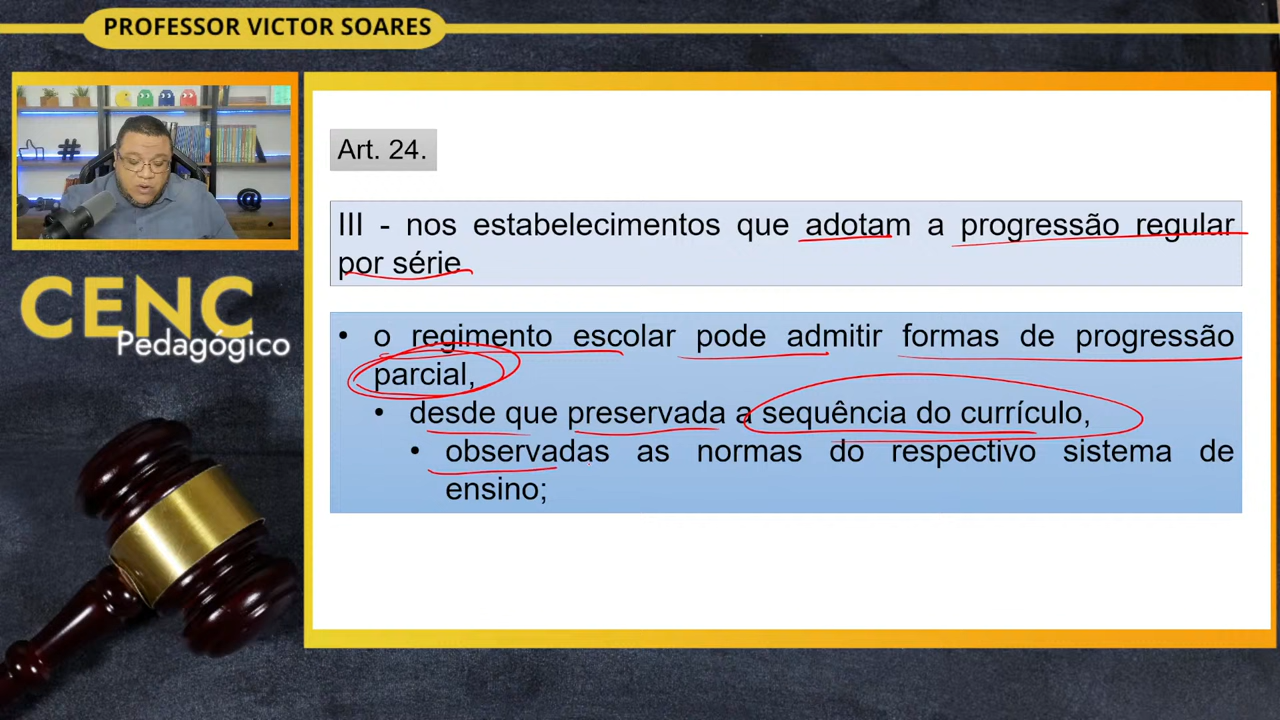 PROFESSOR VICTOR SOARES
#
@
CENC
Pedagógico
Art. 24.
III - nos estabelecimentos que adotam a progressão regular
por série
• o regimento escolar pode admitir formas de progressão
parcial,
• desde que preservada a sequência do currículo,
• observadas as normas do respectivo sistema de
ensino;